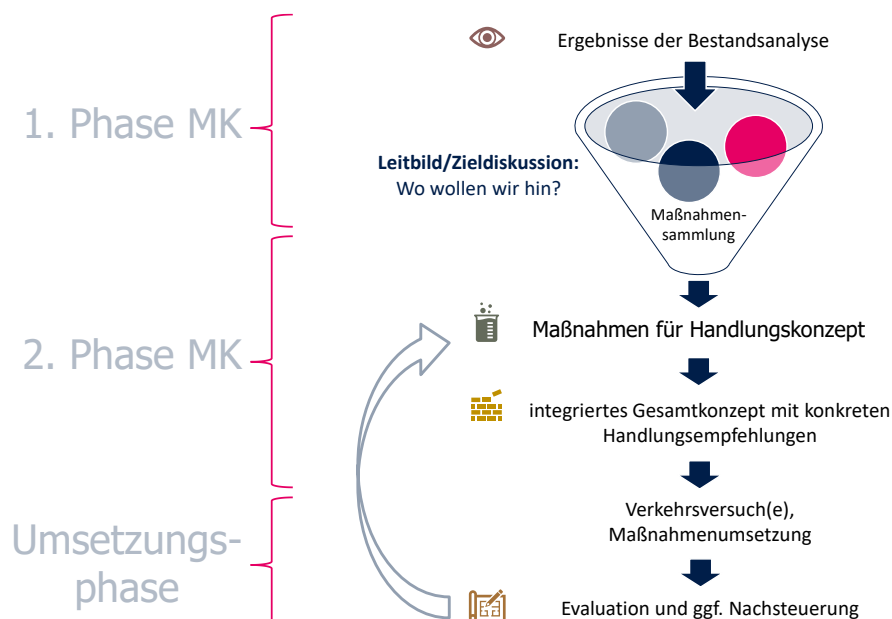 1. Phase MK
2. Phase MK
Umsetzungs-
phase
Ergebnisse der Bestandsanalyse
Leitbild/Zieldiskussion:
Wo wollen wir hin?
Maßnahmen-
sammlung
Maßnahmen für Handlungskonzept
integriertes Gesamtkonzept mit konkreten
Handlungsempfehlungen
Verkehrsversuch(e),
Maßnahmenumsetzung
Evaluation und ggf. Nachsteuerung